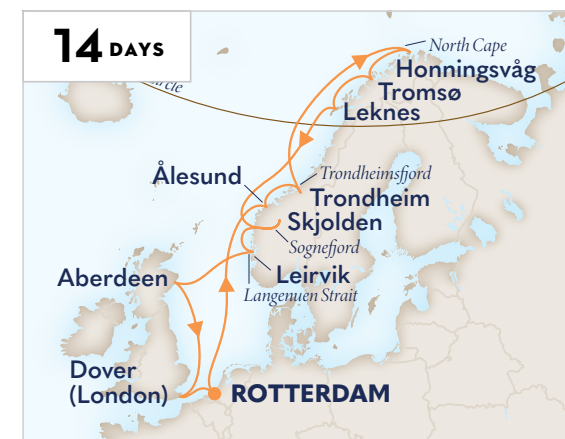 14 DAYS
North Cape
Honningsvåg
Tromsø
Leknes
Ålesund
Trondheimsfjord
Trondheim
Skjolden
Sognefjord
Leirvik
Langenuen Strait
Aberdeen
Dover
(London)
ROTTERDAM